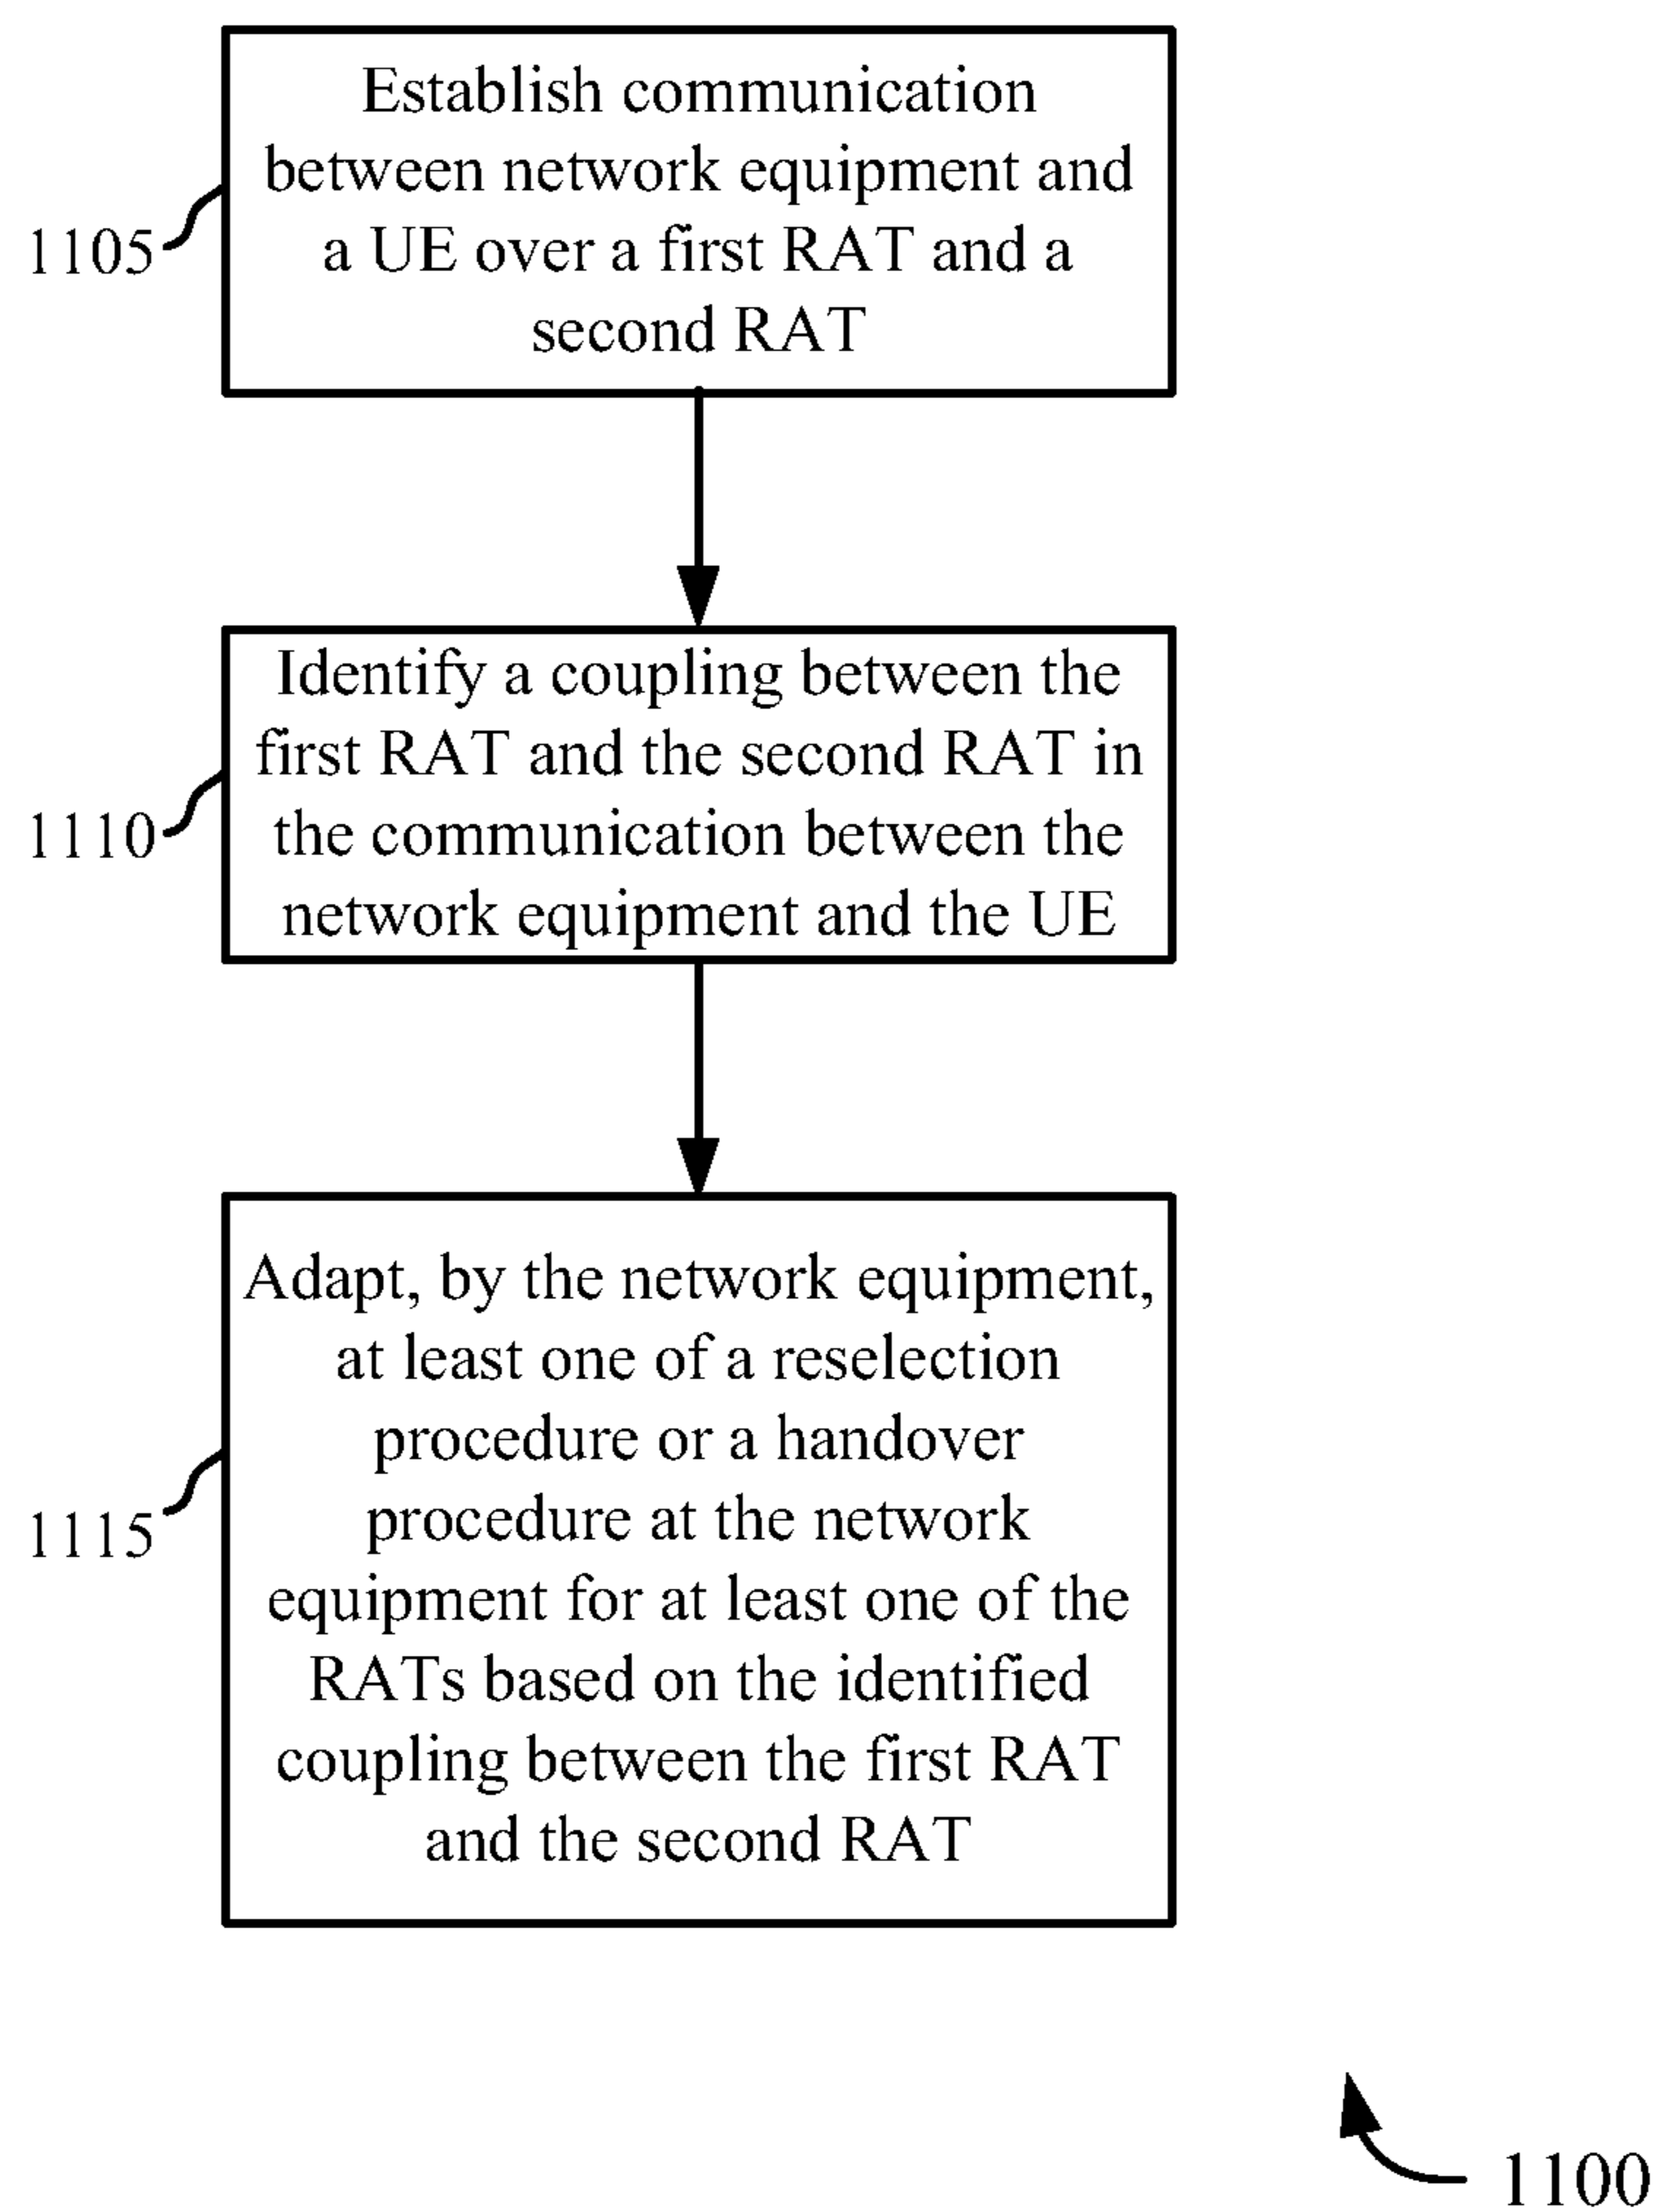 Establish communication
between network equipment and
a UE over a first RAT and a
second RAT
1105
Identify a coupling between the
first RAT and the second RAT in
the communication between the
network equipment and the UE
1110
Adapt, by the network equipment,
at least one of a reselection
procedure or a handover
procedure at the network
equipment for at least one of the
RATs based on the identified
coupling between the first RAT
and the second RAT
1115
1100